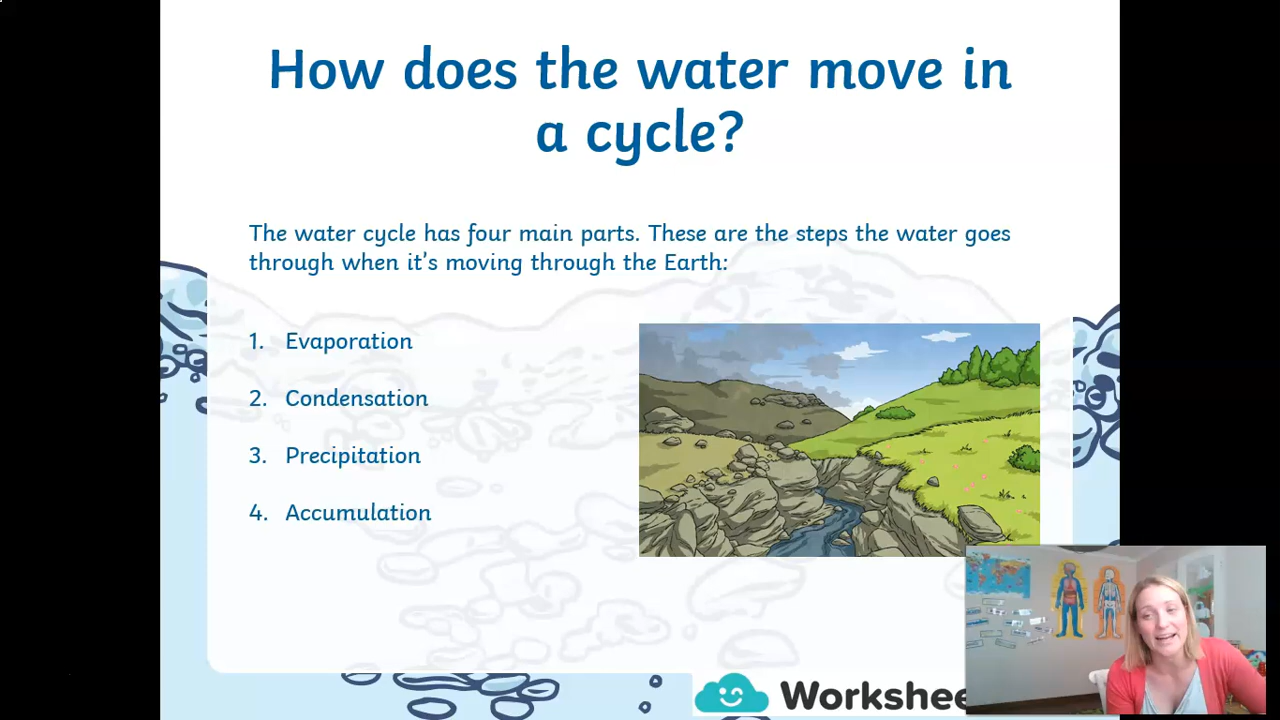 How does the water move in
a cycle?
The water cycle has four main parts. These are the steps the water goes
through when it's moving through the Earth:
1. Evaporation
2. Condensation
3. Precipitation
4. Accumulation